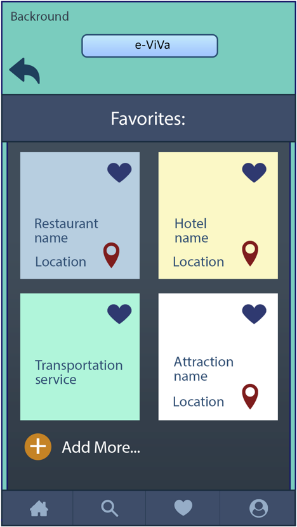 Backround
e-ViVa
Favorites:
Restaurant
name
Location
Hotel
name
Location
Transportation
service
Attraction
name
Location
Add More...